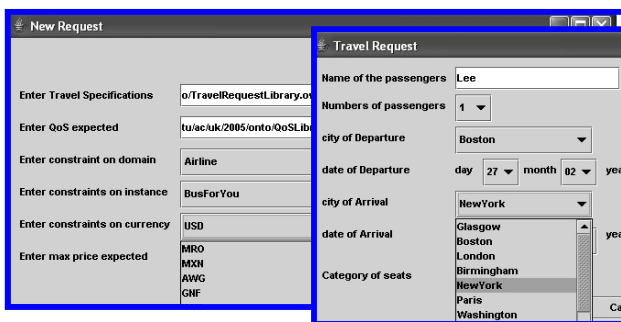 New Request
Enter Travel Specifications o/TravelRequestLibrary.ow
Enter QoS expected tu/ac/uk/2005/onto/QoSLibr
Enter constraint on domain Airline
Enter constraints on instance BusForYou
Enter constraints on currency USD
Enter max price expected
MRO
MXN
AWG
GNF
Travel Request
Name of the passengers Lee
Numbers of passengers 1
city of Departure Boston
date of Departure day 27 month 02 yea
city of Arrival NewYork
date of Arrival yea
Category of seats
Glasgow
Boston
London
Birmingham
NewYork
Paris
Washington
Ca